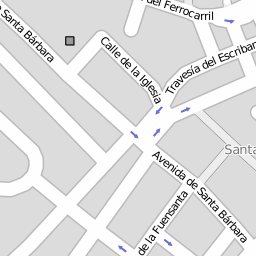 del Ferrocarril
Santa Bárbara
Calle de la Iglesia
Travesía del Escriban
Santa
Avenida de Santa Bárbara
de la Fuensanta